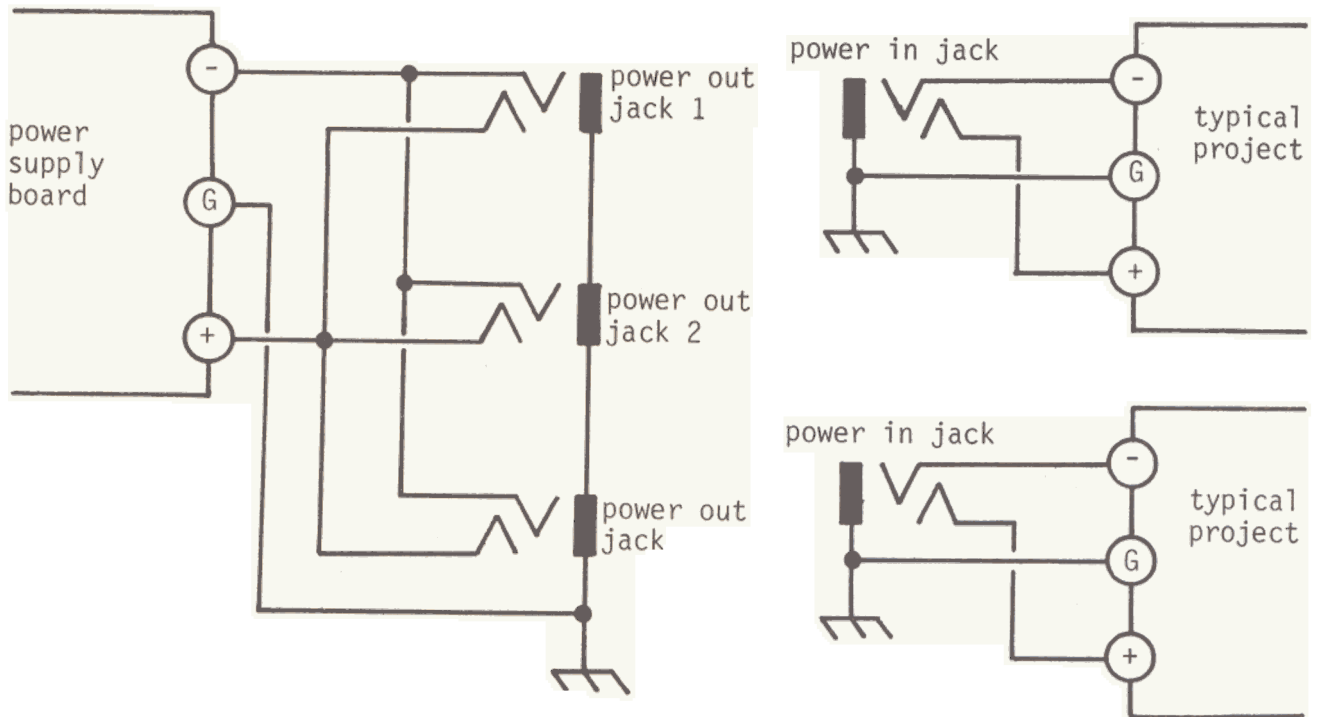 power
supply
board
-
G
+
power out
jack 1
power out
jack 2
power out
jack
power in jack
-
G
+
typical
project
power in jack
-
G
+
typical
project